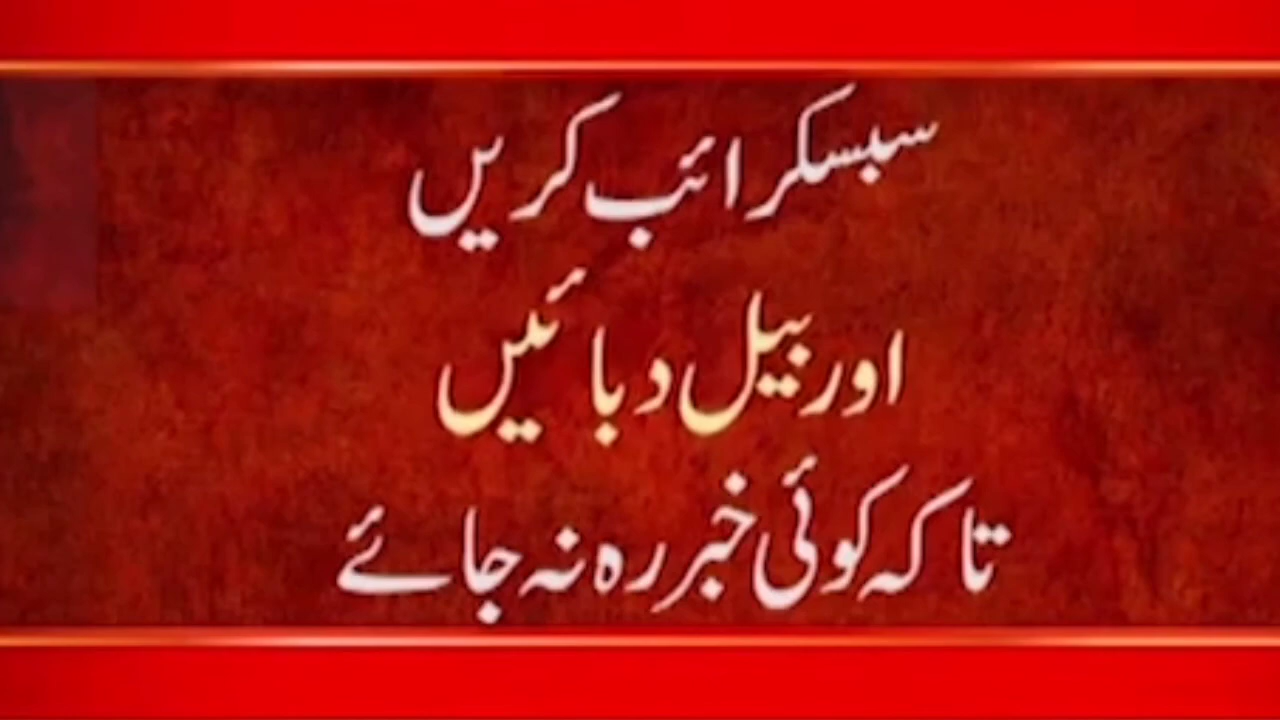 سبسکرائب کریں
اور بیل دبائیں
تاکہ کوئی خبر رہ نہ جائے